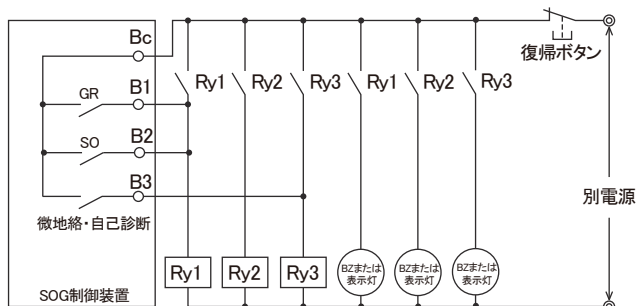 Bc
復帰ボタン
Ry1
Ry2
Ry3
Ry1
Ry2
Ry3
GR
B1
SO
B2
B3
微地絡・自己診断
別電源
Ry1
Ry2
Ry3
BZまたは
表示灯
BZまたは
表示灯
BZまたは
表示灯
SOG制御装置